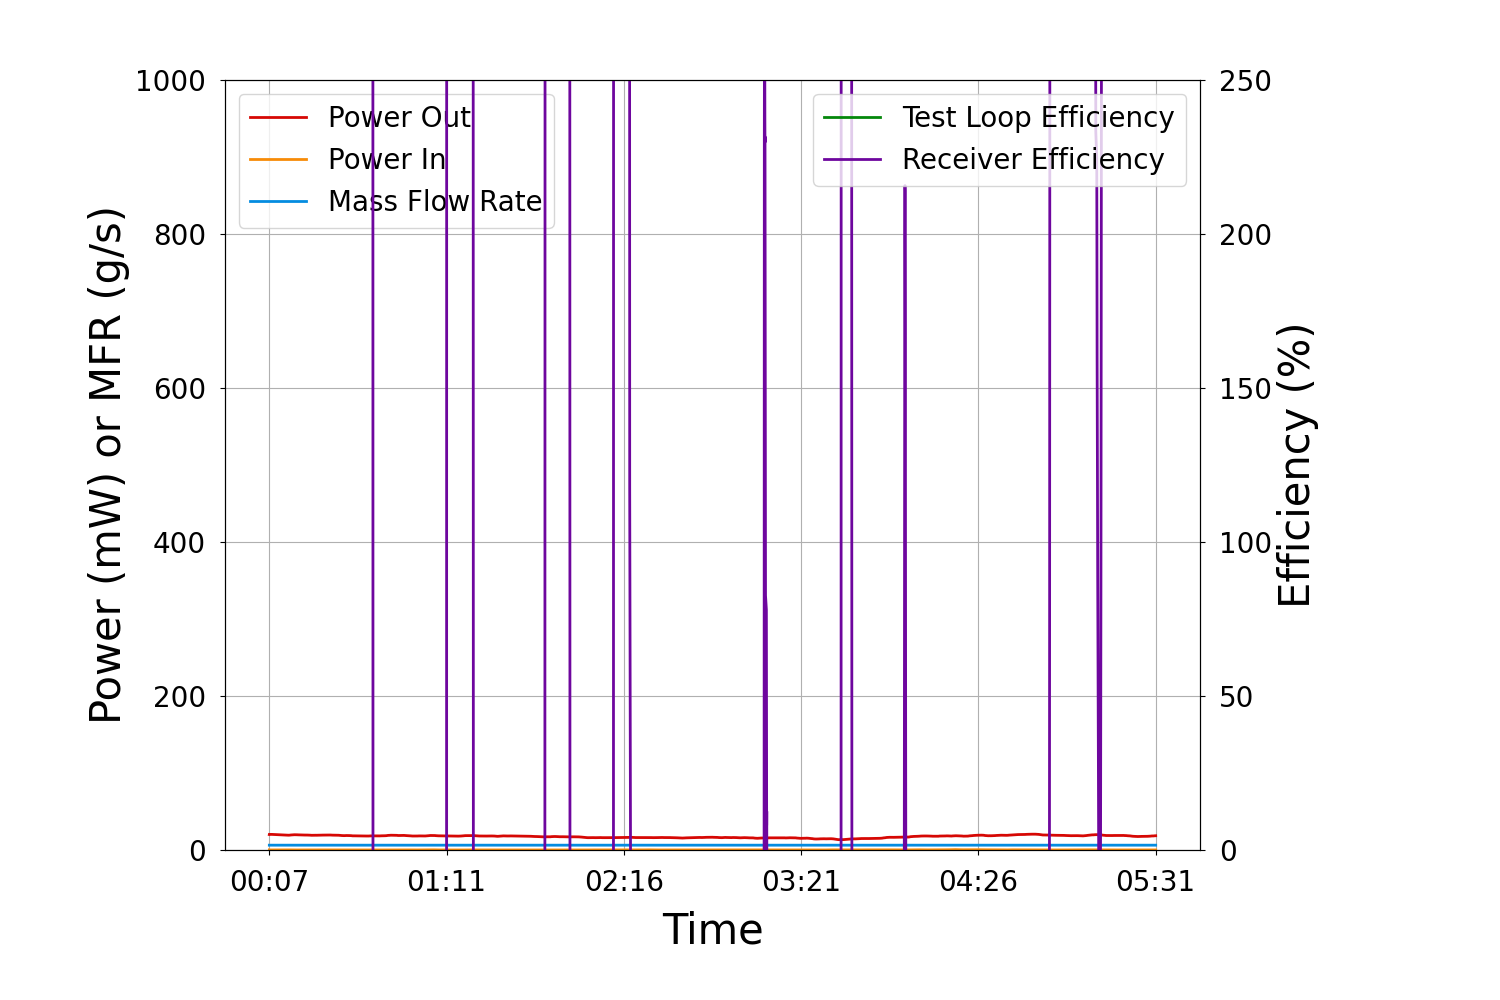 Power (mW) or MFR (g/s)
1000
800
600
400
200
0
Power Out
Power In
Mass Flow Rate
Test Loop Efficiency
Receiver Efficiency
250
200
150
100
50
0
Efficiency (%)
00:07 01:11 02:16 03:21 04:26 05:31
Time